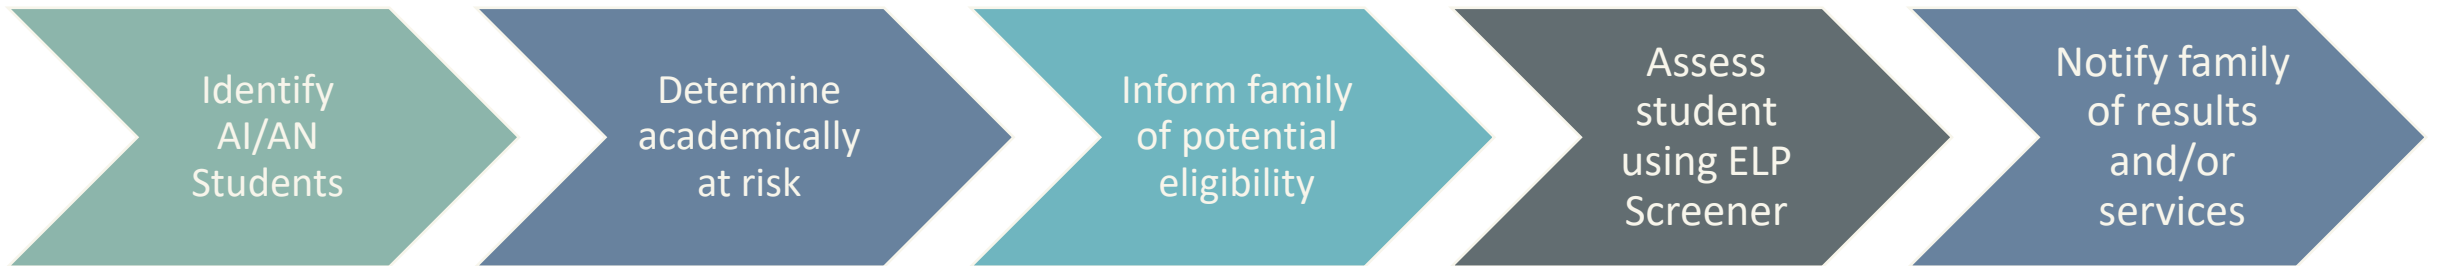 Identify
AI/AN
Students
Determine
academically
at risk
Inform family
of potential
eligibility
Assess
student
using ELP
Screener
Notify family
of results
and/or
services